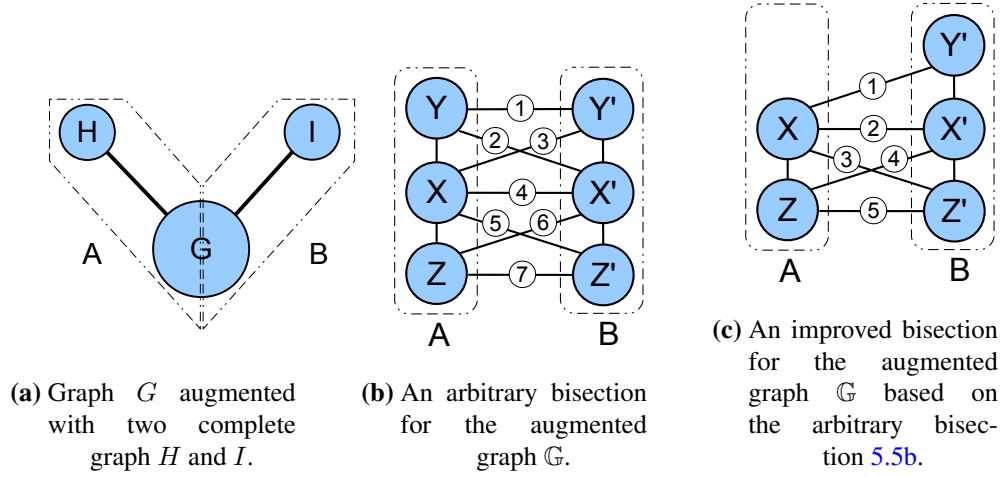 H
I
G
A
B
(a) Graph G augmented
with two complete
graph H and I.
Y
1
Y'
2
3
X
4
X'
5
6
Z
7
Z'
A
B
(b) An arbitrary bisection
for the augmented
graph 𝔾.
Y'
1
X
2
X'
3
4
Z
5
Z'
A
B
(c) An improved bisection
for the augmented
graph 𝔾 based on
the arbitrary bisec-
tion 5.5b.